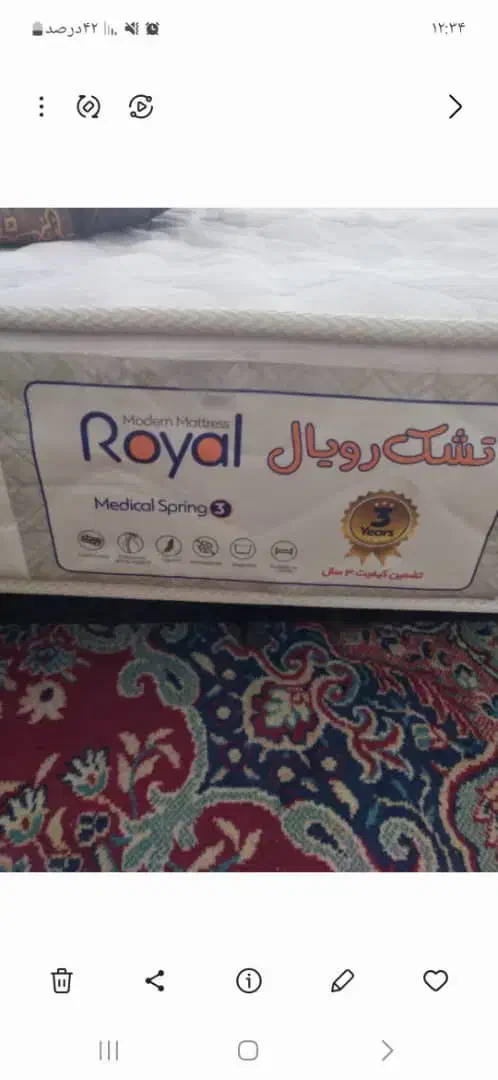 ۴۲درصد
۱۲:۳۴
Modern Mattress
Royal
تشک رویال
Medical Spring 3
3
Years
تضمین کیفیت ۳ سال